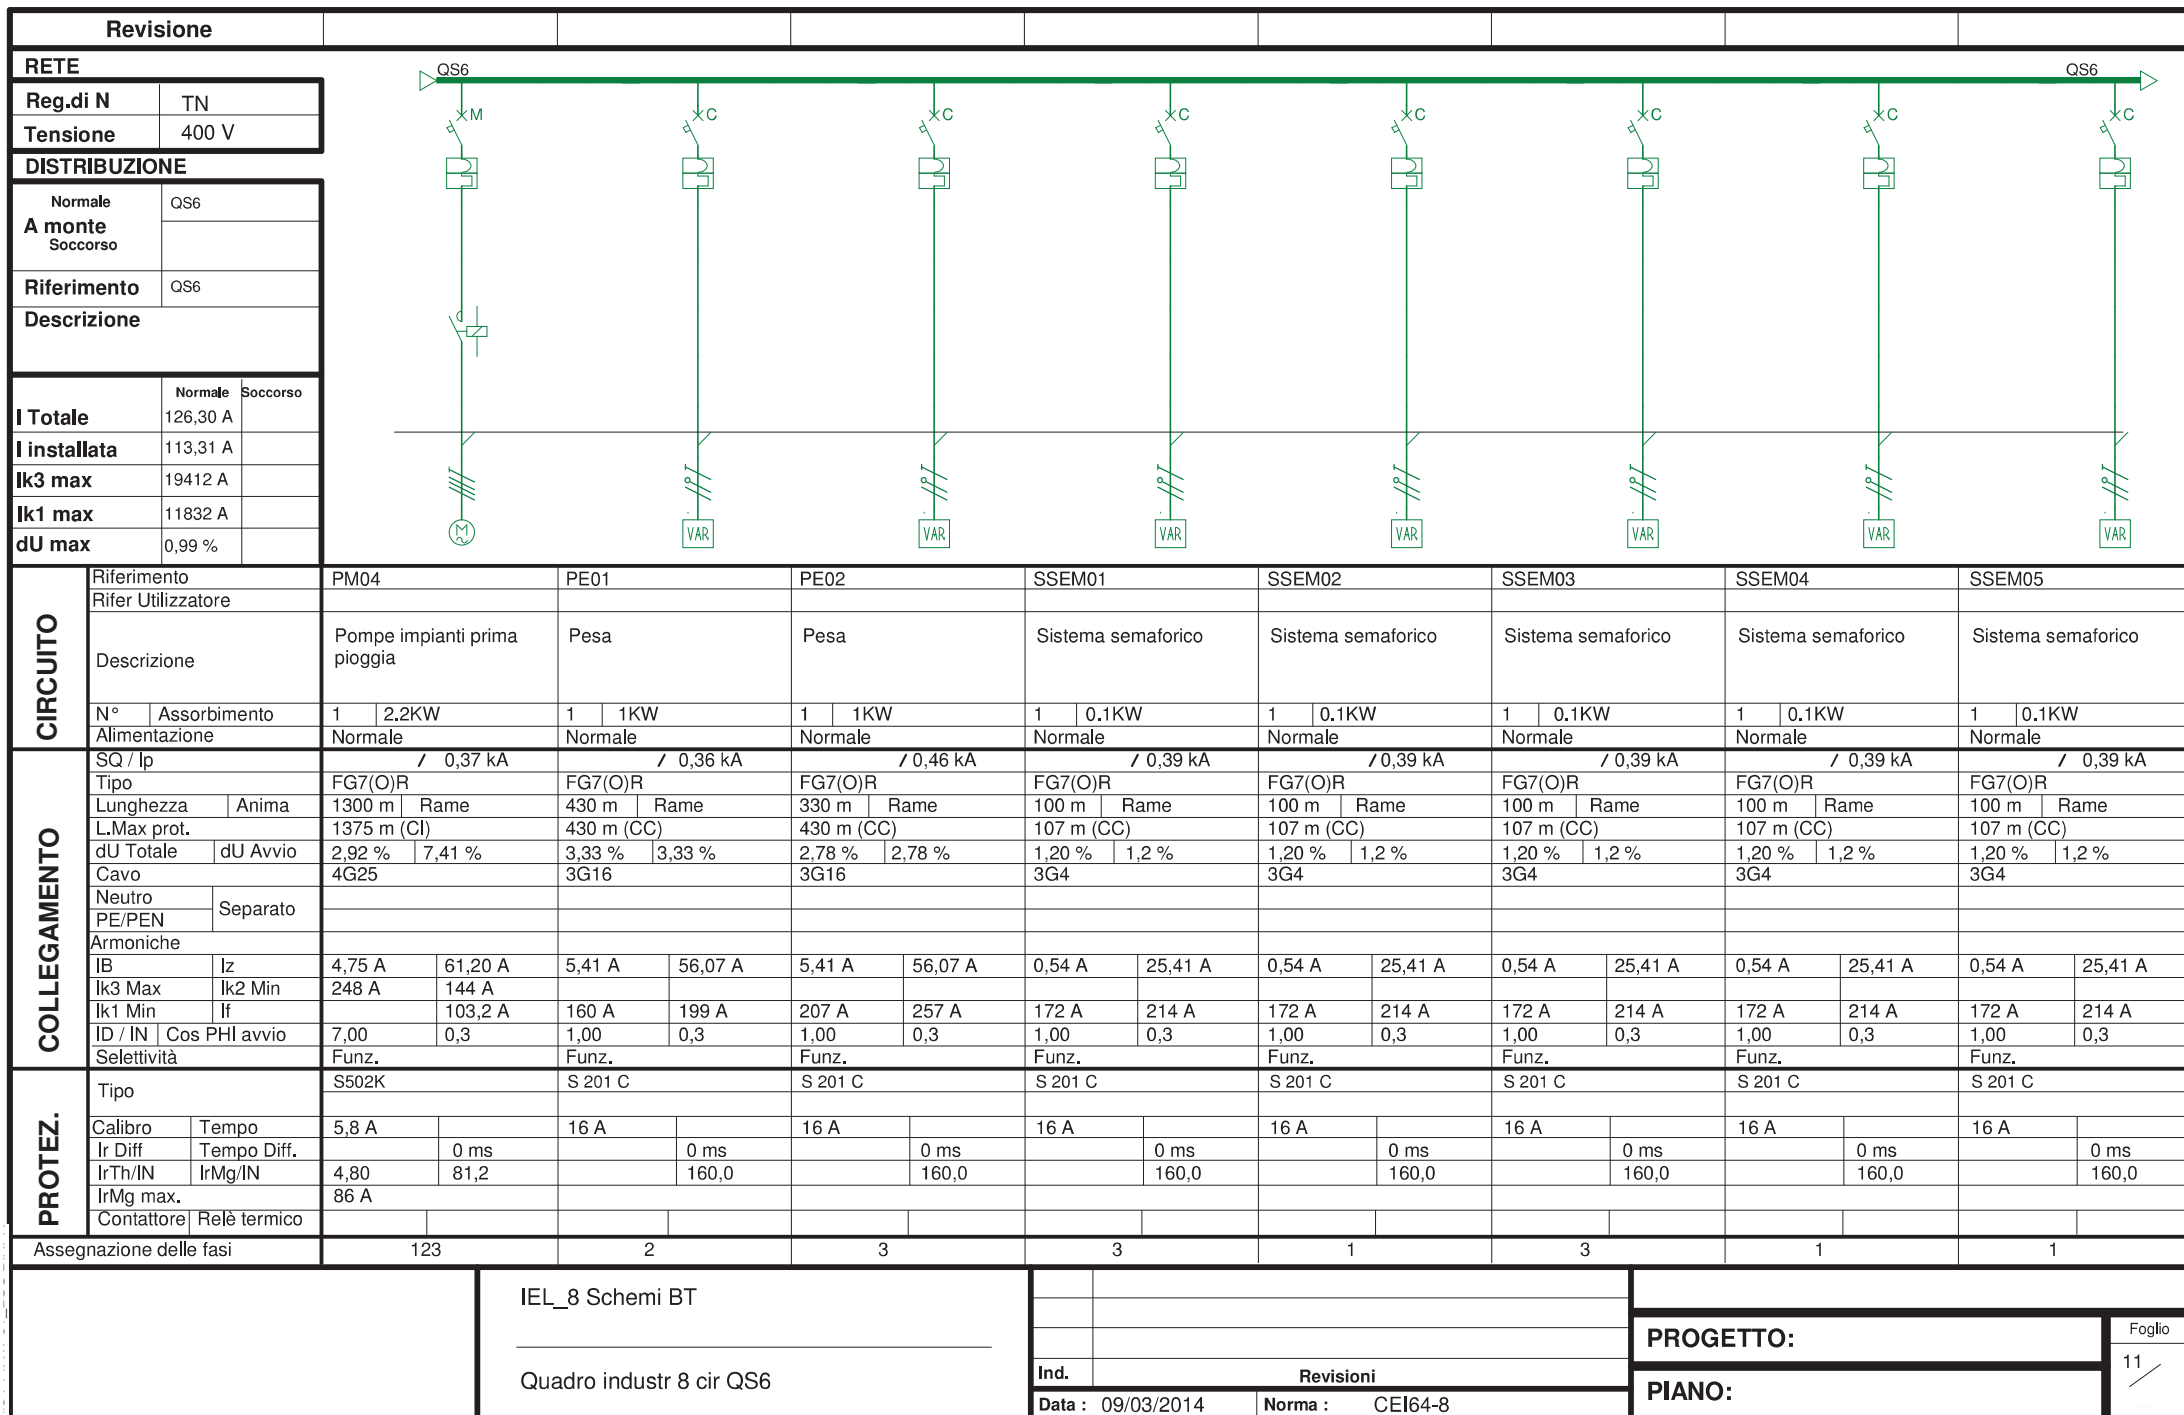 Revisione
RETE
Reg.di N TN
Tensione 400 V
DISTRIBUZIONE
Normale QS6
A monte
Soccorso
Riferimento QS6
Descrizione
Normale Soccorso
I Totale 126,30 A
I installata 113,31 A
Ik3 max 19412 A
Ik1 max 11832 A
dU max 0,99 %
QS6 QS6
M C C C C C C C
M VAR VAR VAR VAR VAR VAR VAR
CIRCUITO
Riferimento PM04 PE01 PE02 SSEM01 SSEM02 SSEM03 SSEM04 SSEM05
Rifer Utilizzatore
Descrizione Pompe impianti prima pioggia Pesa Pesa Sistema semaforico Sistema semaforico Sistema semaforico Sistema semaforico Sistema semaforico
N° Assorbimento 1 2.2KW 1 1KW 1 1KW 1 0.1KW 1 0.1KW 1 0.1KW 1 0.1KW 1 0.1KW
Alimentazione Normale Normale Normale Normale Normale Normale Normale Normale
COLLEGAMENTO
SQ / Ip / 0,37 kA / 0,36 kA / 0,46 kA / 0,39 kA / 0,39 kA / 0,39 kA / 0,39 kA / 0,39 kA
Tipo FG7(O)R FG7(O)R FG7(O)R FG7(O)R FG7(O)R FG7(O)R FG7(O)R FG7(O)R
Lunghezza Anima 1300 m Rame 430 m Rame 330 m Rame 100 m Rame 100 m Rame 100 m Rame 100 m Rame 100 m Rame
L.Max prot. 1375 m (CI) 430 m (CC) 430 m (CC) 107 m (CC) 107 m (CC) 107 m (CC) 107 m (CC) 107 m (CC)
dU Totale dU Avvio 2,92 % 7,41 % 3,33 % 3,33 % 2,78 % 2,78 % 1,20 % 1,2 % 1,20 % 1,2 % 1,20 % 1,2 % 1,20 % 1,2 % 1,20 % 1,2 %
Cavo 4G25 3G16 3G16 3G4 3G4 3G4 3G4 3G4
Neutro
Separato
PE/PEN
Armoniche
IB Iz 4,75 A 61,20 A 5,41 A 56,07 A 5,41 A 56,07 A 0,54 A 25,41 A 0,54 A 25,41 A 0,54 A 25,41 A 0,54 A 25,41 A 0,54 A 25,41 A
Ik3 Max Ik2 Min 248 A 144 A
Ik1 Min If 103,2 A 160 A 199 A 207 A 257 A 172 A 214 A 172 A 214 A 172 A 214 A 172 A 214 A 172 A 214 A
ID / IN Cos PHI avvio 7,00 0,3 1,00 0,3 1,00 0,3 1,00 0,3 1,00 0,3 1,00 0,3 1,00 0,3 1,00 0,3
Selettività Funz. Funz. Funz. Funz. Funz. Funz. Funz. Funz.
PROTEZ.
Tipo S502K S 201 C S 201 C S 201 C S 201 C S 201 C S 201 C S 201 C
Calibro Tempo 5,8 A 16 A 16 A 16 A 16 A 16 A 16 A 16 A
Ir Diff Tempo Diff. 0 ms 0 ms 0 ms 0 ms 0 ms 0 ms 0 ms 0 ms
IrTh/IN IrMg/IN 4,80 81,2 160,0 160,0 160,0 160,0 160,0 160,0 160,0
IrMg max. 86 A
Contattore Relè termico
Assegnazione delle fasi 123 2 3 3 1 3 1 1
IEL_8 Schemi BT
Quadro industr 8 cir QS6
Ind. Revisioni
Data : 09/03/2014 Norma : CEI64-8
PROGETTO:
PIANO:
Foglio
11 /